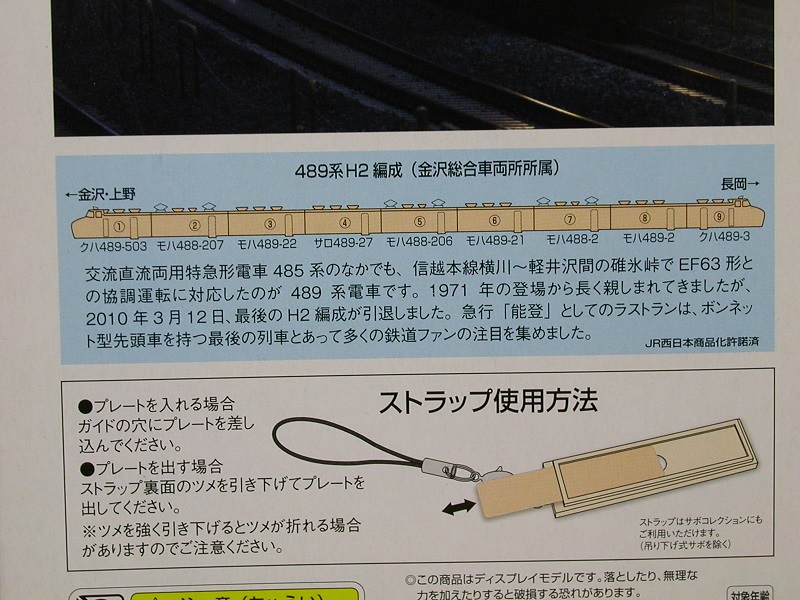 489系H2編成（金沢総合車両所所属）
←金沢・上野
長岡→
① ② ③ ④ ⑤ ⑥ ⑦ ⑧ ⑨
クハ489-503 モハ488-207 モハ489-22 サロ489-27 モハ488-206 モハ489-21 モハ488-2 モハ489-2 クハ489-3
交流直流両用特急形電車 485 系のなかでも、信越本線横川～軽井沢間の碓氷峠でEF63 形と
の協調運転に対応したのが 489 系電車です。1971 年の登場から長く親しまれてきましたが、
2010年3月12日、最後のH2編成が引退しました。急行「能登」としてのラストランは、ボンネッ
ト型先頭車を持つ最後の列車とあって多くの鉄道ファンの注目を集めました。
JR西日本商品化許諾済
ストラップ使用方法
●プレートを入れる場合
ガイドの穴にプレートを差し
込んでください。
●プレートを出す場合
ストラップ裏面のツメを引き下げてプレートを
出してください。
※ツメを強く引き下げるとツメが折れる場合
がありますのでご注意ください。
ストラップはサボコレクションにも
ご利用いただけます。
（吊り下げ式サボを除く）
◎この商品はディスプレイモデルです。落としたり、無理な
力を加えたりすると破損する恐れがあります。
対象年齢